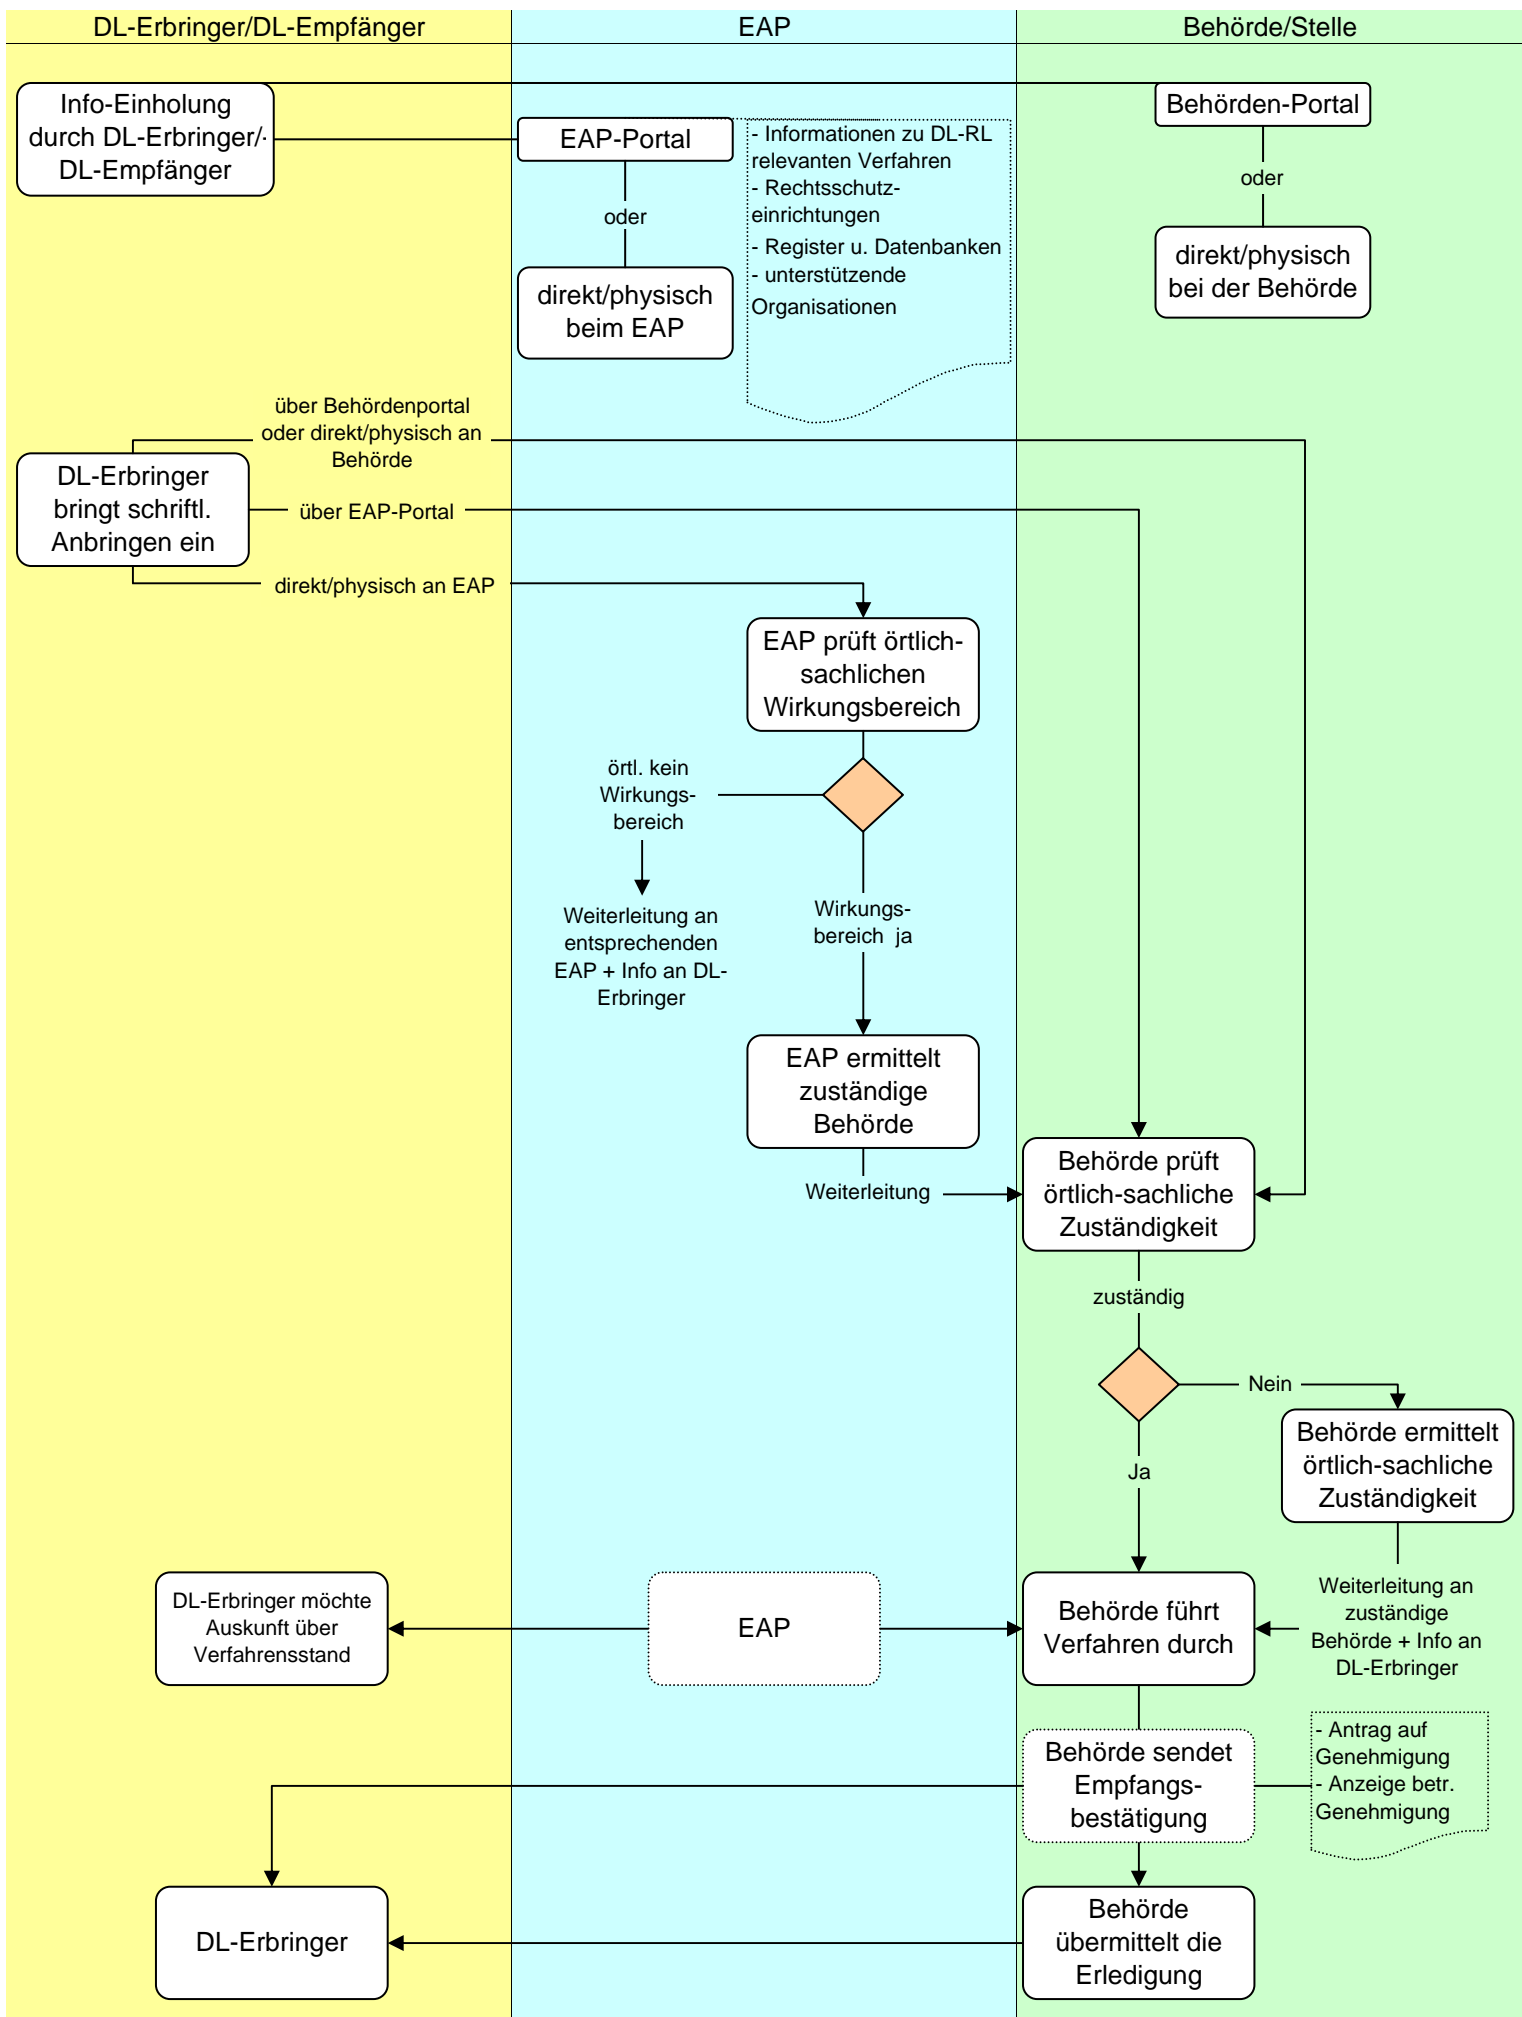 DL-Erbringer/DL-Empfänger
EAP
Behörde/Stelle
Info-Einholung
durch DL-Erbringer/
DL-Empfänger
EAP-Portal
oder
direkt/physisch
beim EAP
- Informationen zu DL-RL
relevanten Verfahren
- Rechtsschutz-
einrichtungen
- Register u. Datenbanken
- unterstützende
Organisationen
Behörden-Portal
oder
direkt/physisch
bei der Behörde
über Behördenportal
oder direkt/physisch an
Behörde
DL-Erbringer
bringt schriftl.
Anbringen ein
über EAP-Portal
direkt/physisch an EAP
EAP prüft örtlich-
sachlichen
Wirkungsbereich
örtl. kein
Wirkungs-
bereich
Weiterleitung an
entsprechenden
EAP + Info an DL-
Erbringer
Wirkungs-
bereich ja
EAP ermittelt
zuständige
Behörde
Weiterleitung
Behörde prüft
örtlich-sachliche
Zuständigkeit
zuständig
Nein
Ja
Behörde ermittelt
örtlich-sachliche
Zuständigkeit
DL-Erbringer möchte
Auskunft über
Verfahrensstand
EAP
Behörde führt
Verfahren durch
Weiterleitung an
zuständige
Behörde + Info an
DL-Erbringer
Behörde sendet
Empfangs-
bestätigung
- Antrag auf
Genehmigung
- Anzeige betr.
Genehmigung
DL-Erbringer
Behörde
übermittelt die
Erledigung